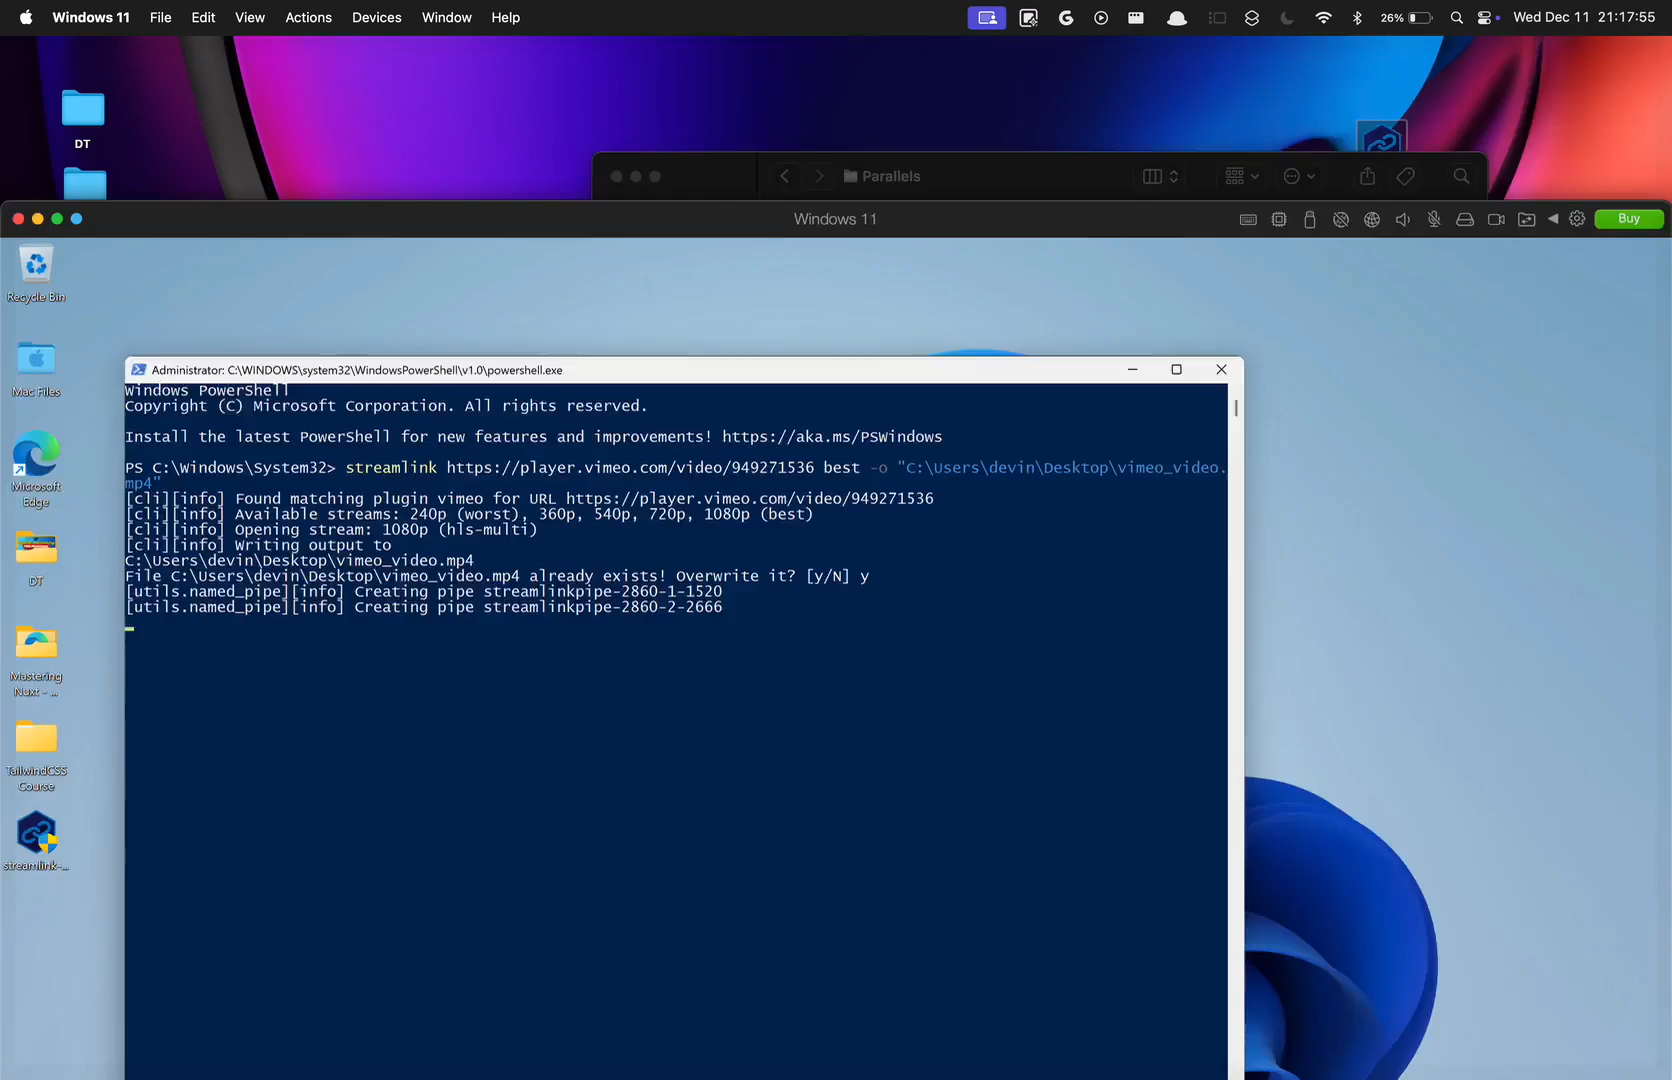 Windows 11 File Edit View Actions Devices Window Help 26% Wed Dec 11 21:17:55
DT
Parallels
Windows 11
Buy
Recycle Bin
Mac Files
Microsoft
Edge
DT
Mastering
Nuxt - ...
TailwindCSS
Course
streamlink-...
Administrator: C:\WINDOWS\system32\WindowsPowerShell\v1.0\powershell.exe
Windows PowerShell
Copyright (C) Microsoft Corporation. All rights reserved.
Install the latest PowerShell for new features and improvements! https://aka.ms/PSWindows
PS C:\Windows\System32> streamlink https://player.vimeo.com/video/949271536 best -o "C:\Users\devin\Desktop\vimeo_video.
mp4"
[cli][info] Found matching plugin vimeo for URL https://player.vimeo.com/video/949271536
[cli][info] Available streams: 240p (worst), 360p, 540p, 720p, 1080p (best)
[cli][info] Opening stream: 1080p (hls-multi)
[cli][info] Writing output to
C:\Users\devin\Desktop\vimeo_video.mp4
File C:\Users\devin\Desktop\vimeo_video.mp4 already exists! Overwrite it? [y/N] y
[utils.named_pipe][info] Creating pipe streamlinkpipe-2860-1-1520
[utils.named_pipe][info] Creating pipe streamlinkpipe-2860-2-2666